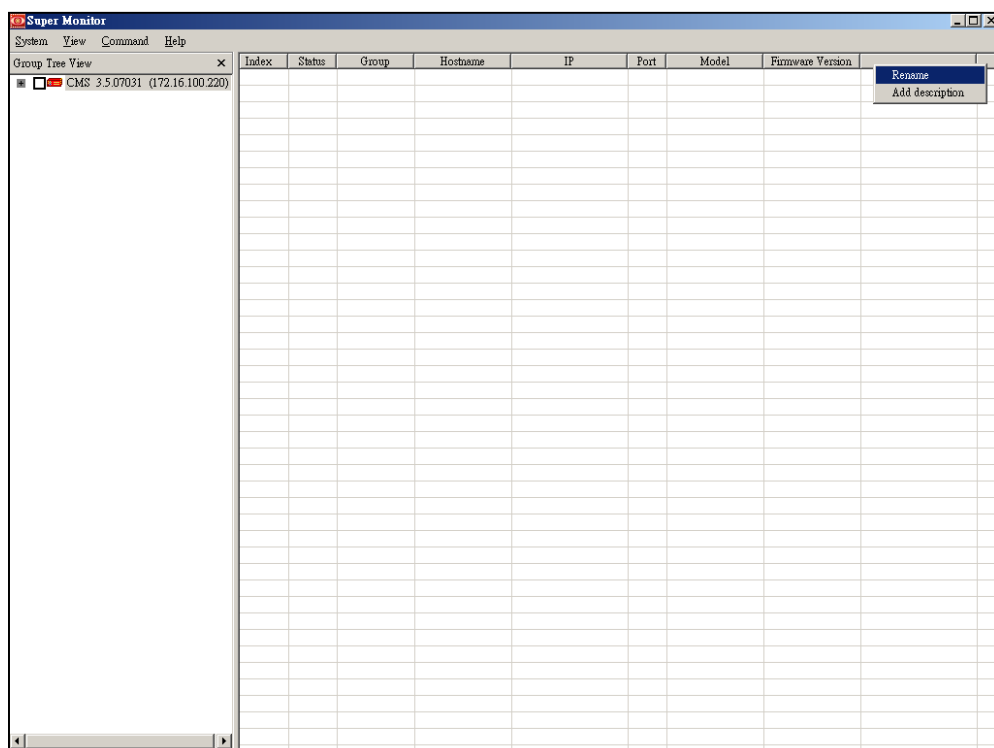 Super Monitor
System View Command Help
Group Tree View
Index Status Group Hostname IP Port Model Firmware Version
CMS 3.5.07031 (172.16.100.220)
Rename
Add description